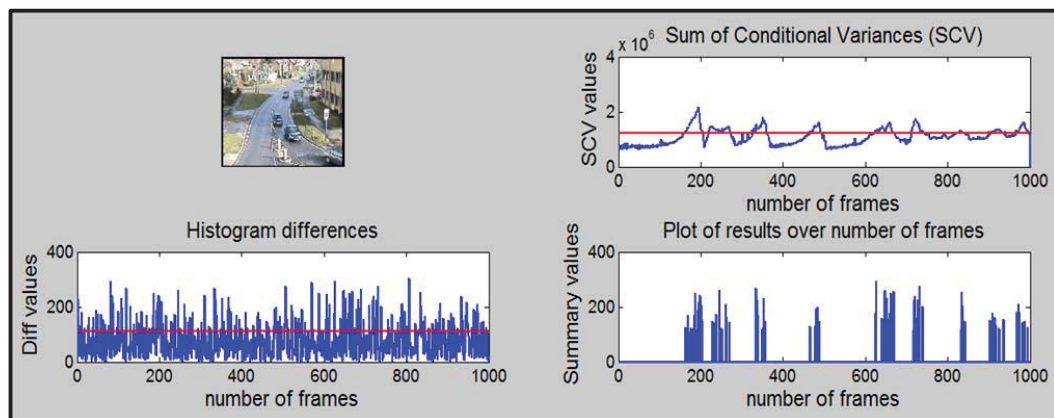 Sum of Conditional Variances (SCV)
x 10^6
4
2
0
SCV values
0 200 400 600 800 1000
number of frames
Histogram differences
400
200
0
Diff values
0 200 400 600 800 1000
number of frames
Plot of results over number of frames
400
200
0
Summary values
0 200 400 600 800 1000
number of frames